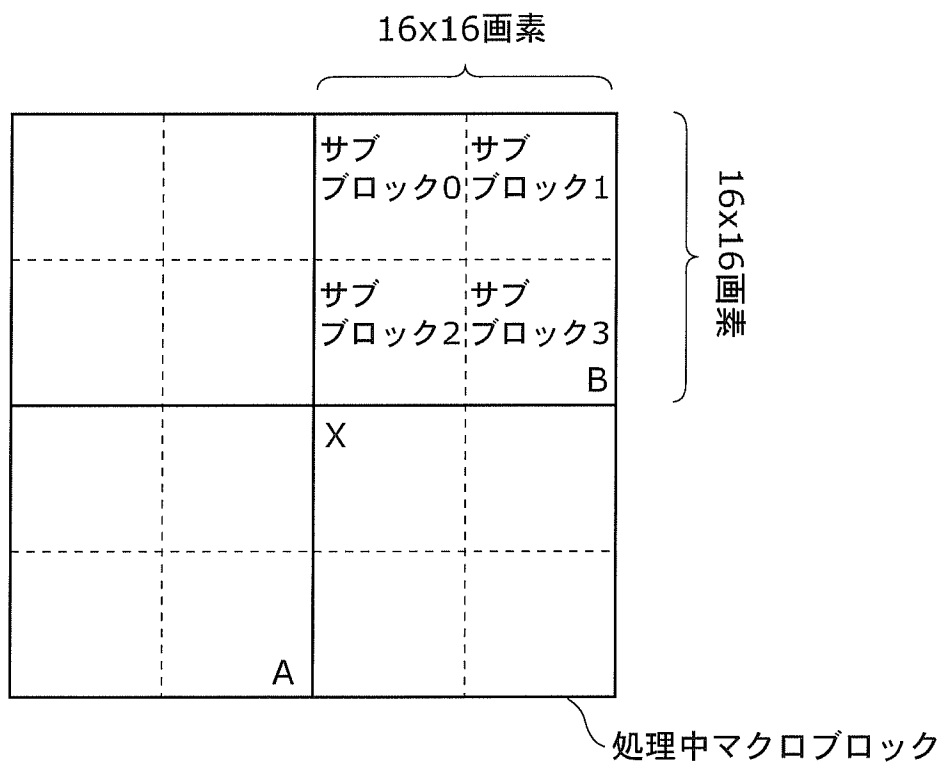 16x16画素
サブ
ブロック0
サブ
ブロック1
16x16画素
サブ
ブロック2
サブ
ブロック3
B
X
A
処理中マクロブロック